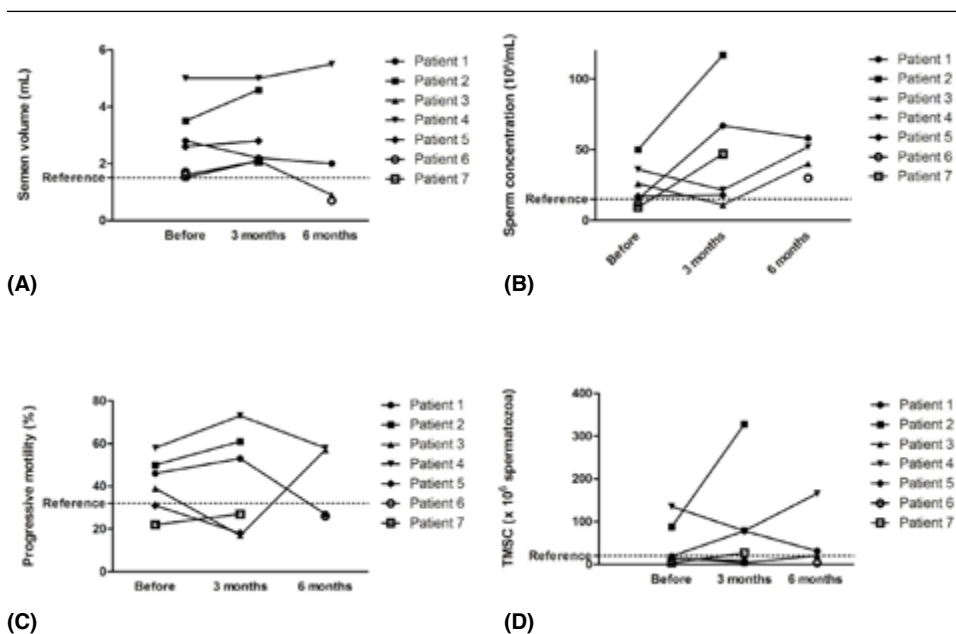 6
4
2
Reference
0
Semen volume (mL)
Before 3 months 6 months
Patient 1
Patient 2
Patient 3
Patient 4
Patient 5
Patient 6
Patient 7
(A)
100
50
Reference
0
Sperm concentration (10⁶/mL)
Before
3 months
6 months
Patient 1
Patient 2
Patient 3
Patient 4
Patient 5
Patient 6
Patient 7
(B)
80
60
40
Reference
20
0
Progressive motility (%)
Before 3 months 6 months
Patient 1
Patient 2
Patient 3
Patient 4
Patient 5
Patient 6
Patient 7
(C)
400
300
200
100
Reference
0
TMSC (x 10⁶ spermatozoa)
Before 3 months 6 months
Patient 1
Patient 2
Patient 3
Patient 4
Patient 5
Patient 6
Patient 7
(D)